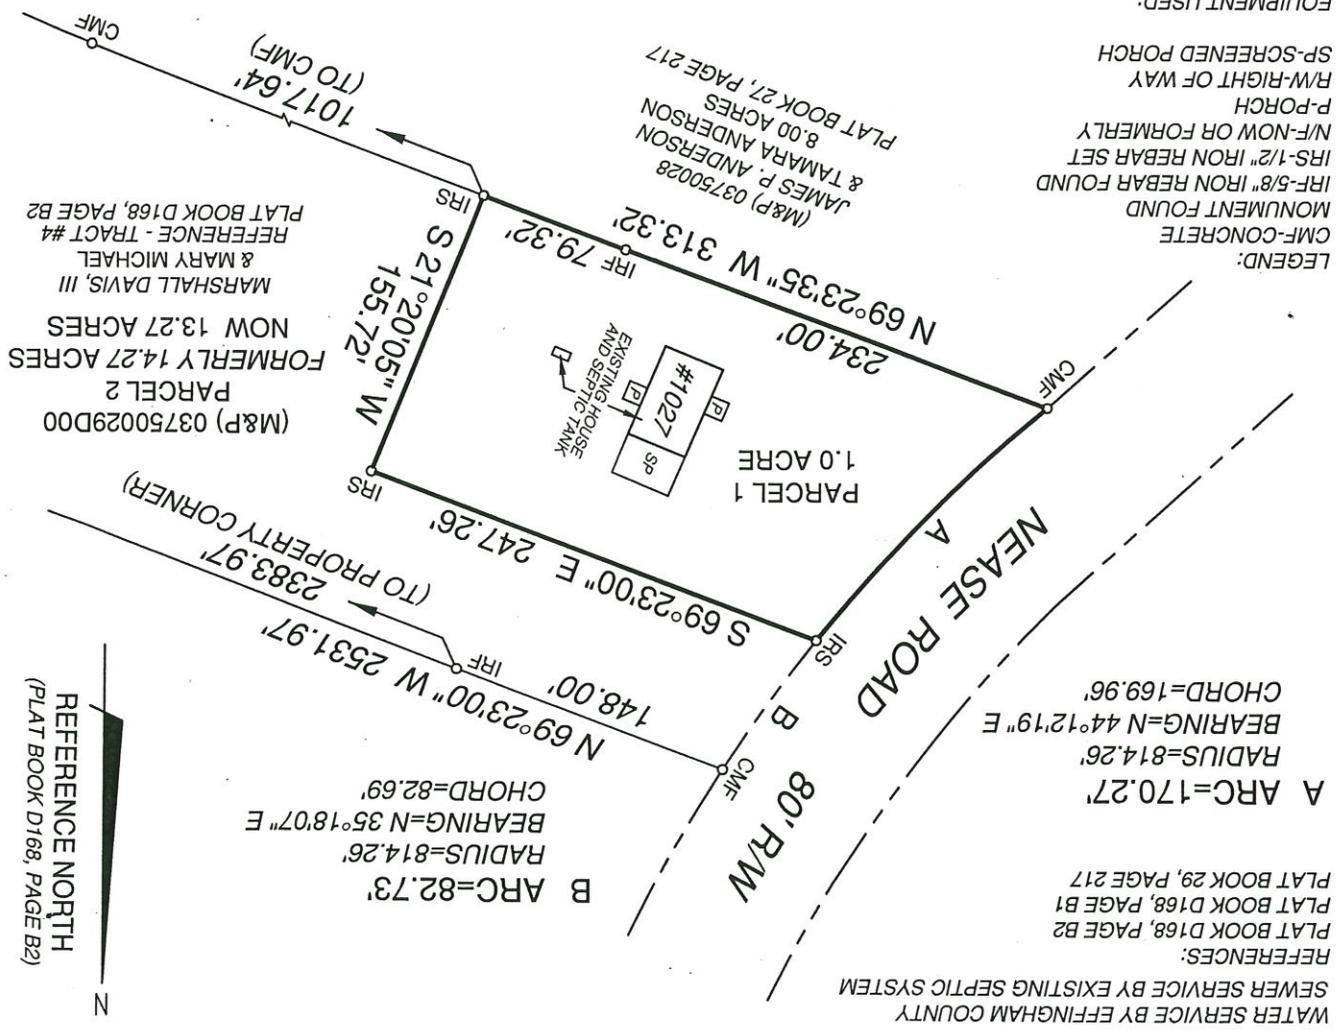 WATER SERVICE BY EFFINGHAM COUNTY
SEWER SERVICE BY EXISTING SEPTIC SYSTEM
REFERENCES:
PLAT BOOK D168, PAGE B2
PLAT BOOK D168, PAGE B1
PLAT BOOK 29, PAGE 217
A ARC=170.27'
RADIUS=814.26'
BEARING=N 44°12'19" E
CHORD=169.96'
B ARC=82.73'
RADIUS=814.26'
BEARING=N 35°18'07" E
CHORD=82.69'
N
REFERENCE NORTH
(PLAT BOOK D168, PAGE B2)
80' R/W
NEASE ROAD
CMF
B
IRS
A
CMF
N 69°23'00" W 2531.97'
148.00'
IRF
2383.97'
(TO PROPERTY CORNER)
S 69°23'00" E 247.26'
IRS
PARCEL 1
1.0 ACRE
SP
#1027
P
P
EXISTING HOUSE
AND SEPTIC TANK
S 21°20'05" W
155.72'
(M&P) 03750029D00
PARCEL 2
FORMERLY 14.27 ACRES
NOW 13.27 ACRES
MARSHALL DAVIS, III
& MARY MICHAEL
REFERENCE - TRACT #4
PLAT BOOK D168, PAGE B2
234.00'
N 69°23'35" W 313.32'
IRF
79.32'
IRS
1017.64'
(TO CMF)
CMF
(M&P) 03750028
JAMES P. ANDERSON
& TAMARA ANDERSON
8.00 ACRES
PLAT BOOK 27, PAGE 217
LEGEND:
CMF-CONCRETE
MONUMENT FOUND
IRF-5/8" IRON REBAR FOUND
IRS-1/2" IRON REBAR SET
N/F-NOW OR FORMERLY
P-PORCH
R/W-RIGHT OF WAY
SP-SCREENED PORCH
EQUIPMENT USED: